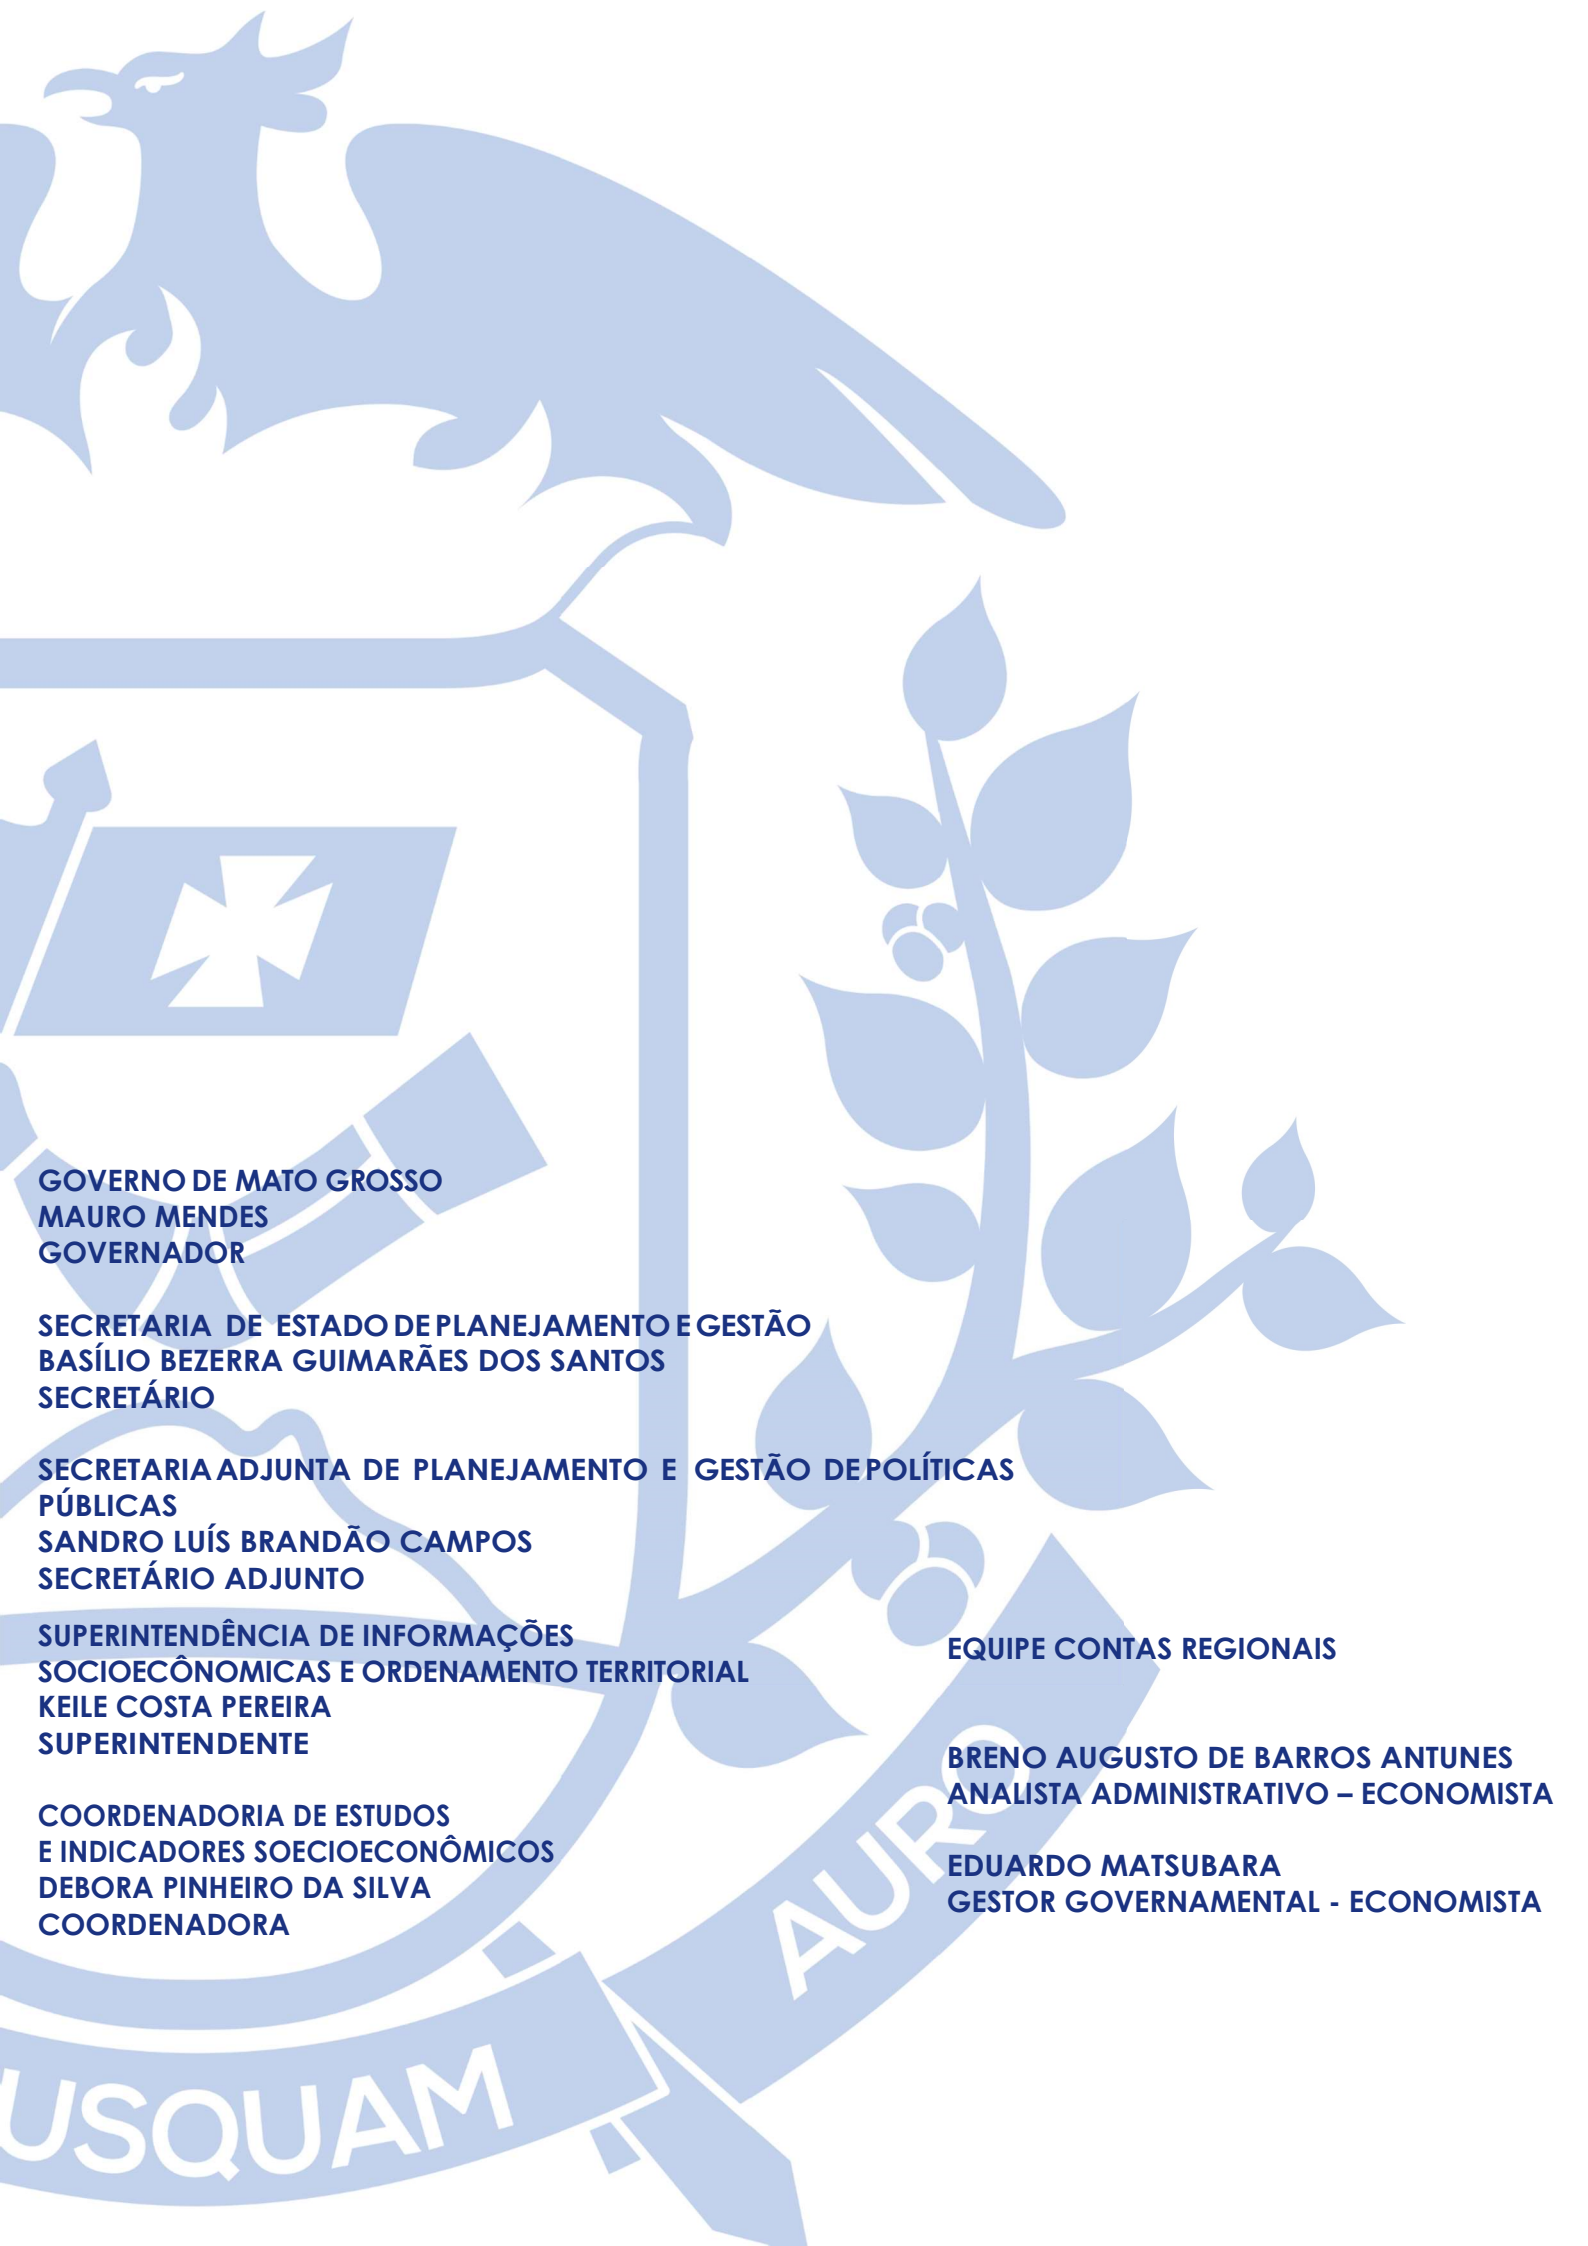 GOVERNO DE MATO GROSSO
MAURO MENDES
GOVERNADOR
SECRETARIA DE ESTADO DE PLANEJAMENTO E GESTÃO
BASÍLIO BEZERRA GUIMARÃES DOS SANTOS
SECRETÁRIO
SECRETARIA ADJUNTA DE PLANEJAMENTO E GESTÃO DE POLÍTICAS
PÚBLICAS
SANDRO LUÍS BRANDÃO CAMPOS
SECRETÁRIO ADJUNTO
SUPERINTENDÊNCIA DE INFORMAÇÕES
SOCIOECÔNOMICAS E ORDENAMENTO TERRITORIAL
KEILE COSTA PEREIRA
SUPERINTENDENTE
COORDENADORIA DE ESTUDOS
E INDICADORES SOECIOECONÔMICOS
DEBORA PINHEIRO DA SILVA
COORDENADORA
EQUIPE CONTAS REGIONAIS
BRENO AUGUSTO DE BARROS ANTUNES
ANALISTA ADMINISTRATIVO – ECONOMISTA
EDUARDO MATSUBARA
GESTOR GOVERNAMENTAL - ECONOMISTA
USQUAM
AURO